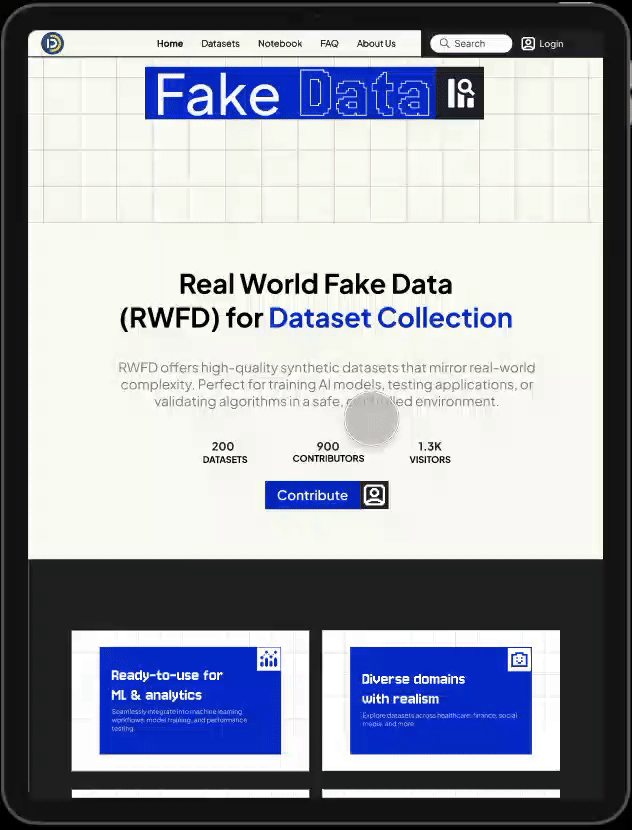 Home Datasets Notebook FAQ About Us Search Login
Fake Data
Real World Fake Data
(RWFD) for Dataset Collection
RWFD offers high-quality synthetic datasets that mirror real-world
complexity. Perfect for training AI models, testing applications, or
validating algorithms in a safe, controlled environment.
200 900 1.3K
DATASETS CONTRIBUTORS VISITORS
Contribute
Ready-to-use for
ML & analytics
Seamlessly integrate into machine learning
workflows, model training, and performance
testing.
Diverse domains
with realism
Explore datasets across healthcare, finance, social
media, and more.